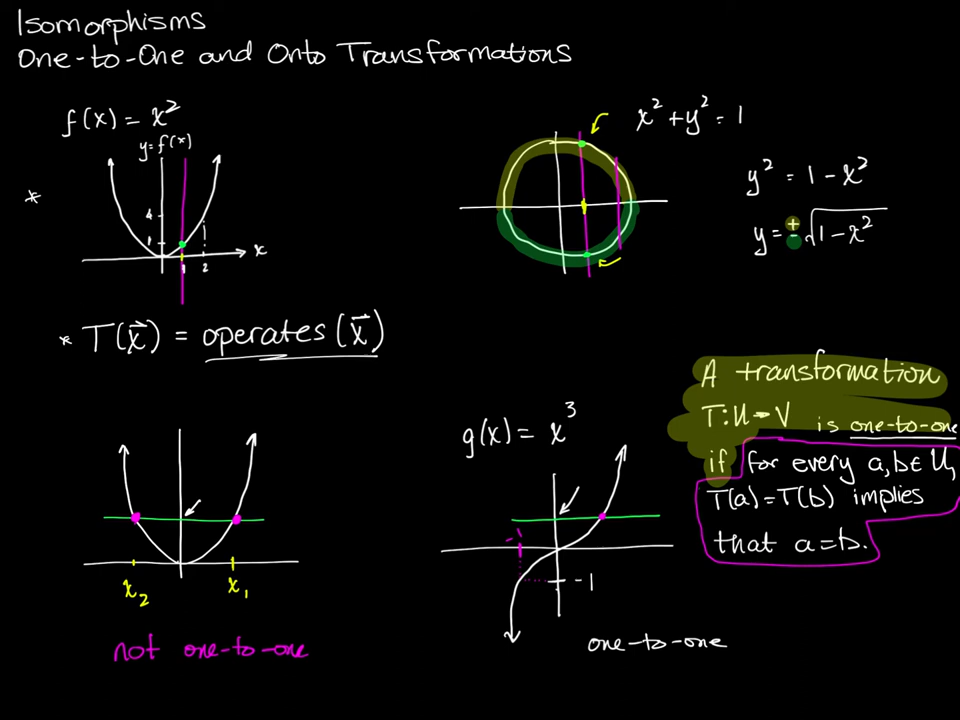 Isomorphisms
One-to-One and Onto Transformations
f(x) = x²
y=f(x)
4
1
1
2
x
x² + y² = 1
y² = 1 - x²
y = ± √1 - x²
* 
* T(x⃗) = operates (x⃗)
x₂
x₁
not one-to-one
g(x) = x³
-1
-1
one-to-one
A transformation
T: U → V is one-to-one
if for every a, b ∈ U,
T(a) = T(b) implies
that a = b.